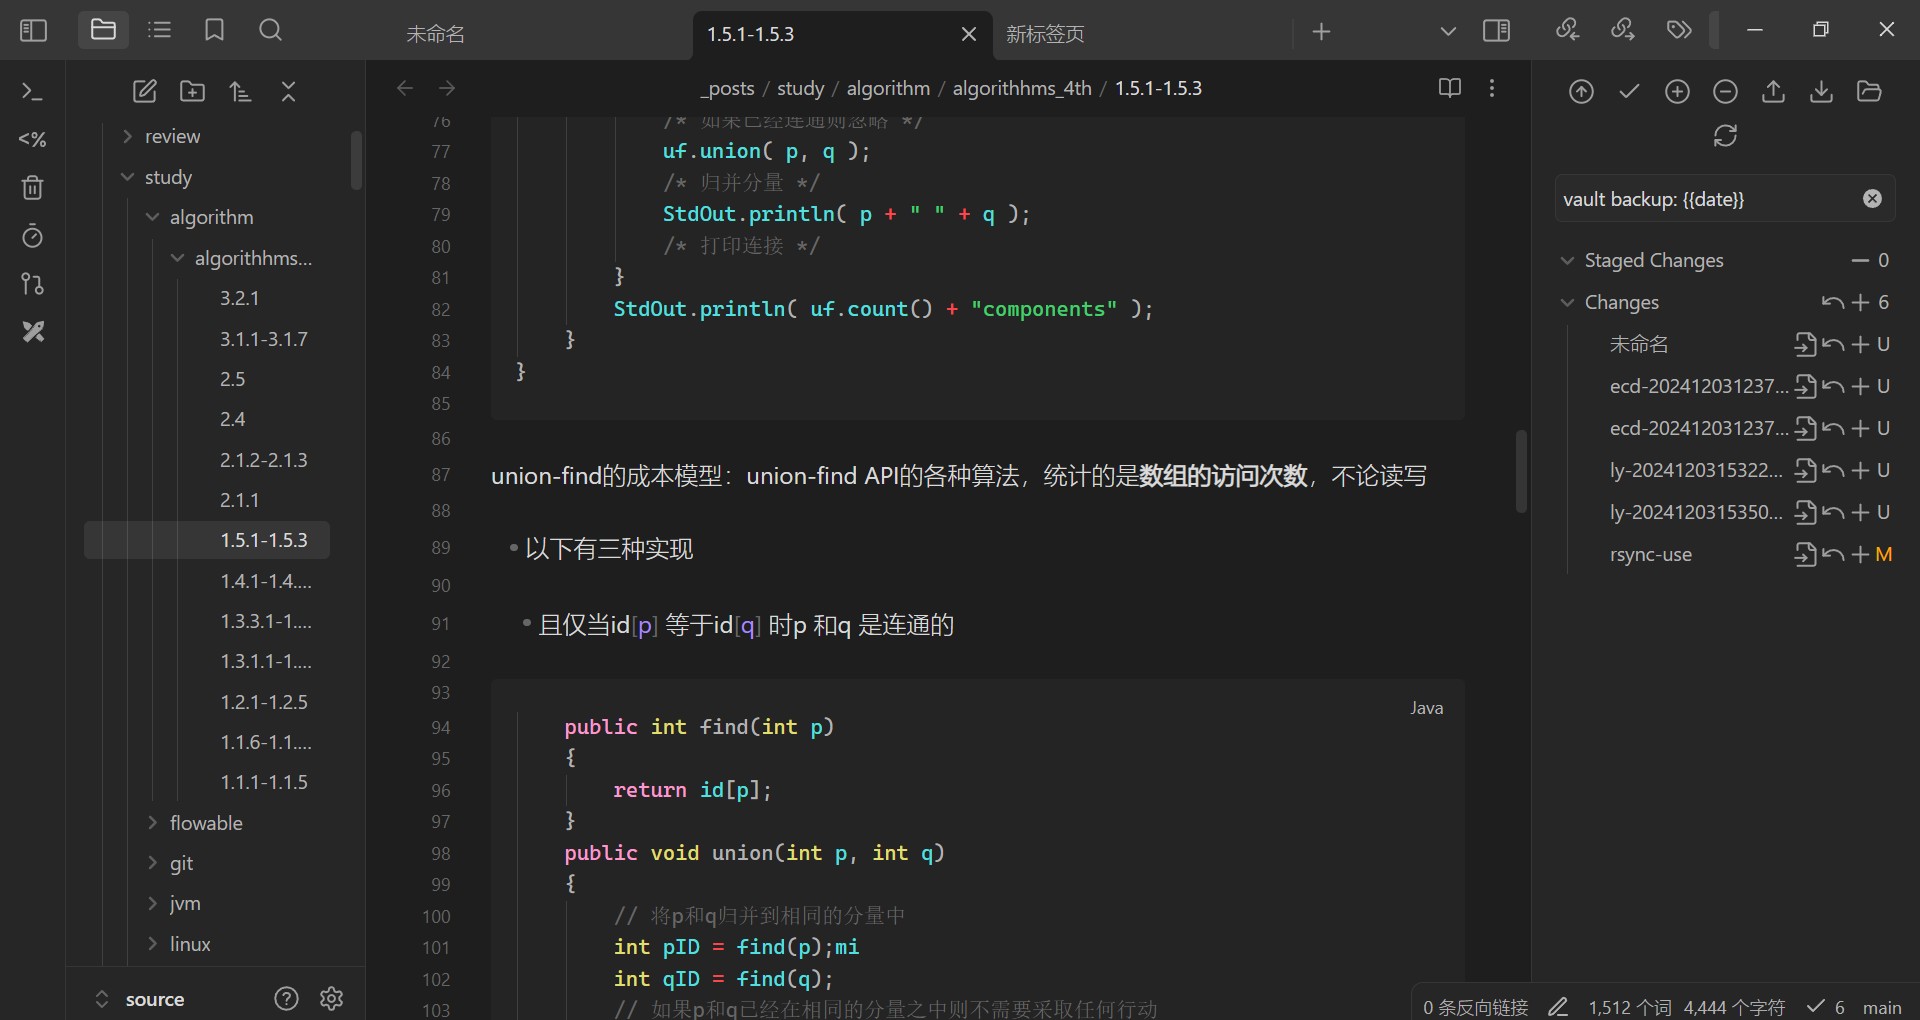 未命名
1.5.1-1.5.3
新标签页
_posts / study / algorithm / algorithhms_4th / 1.5.1-1.5.3
review
study
algorithm
algorithhms...
3.2.1
3.1.1-3.1.7
2.5
2.4
2.1.2-2.1.3
2.1.1
1.5.1-1.5.3
1.4.1-1.4....
1.3.3.1-1....
1.3.1.1-1....
1.2.1-1.2.5
1.1.6-1.1....
1.1.1-1.1.5
flowable
git
jvm
linux
source
76 /* 如果已经连通则忽略 */
77 uf.union( p, q );
78 /* 归并分量 */
79 StdOut.println( p + " " + q );
80 /* 打印连接 */
81 }
82 StdOut.println( uf.count() + "components" );
83 }
84 }
85
86
87 union-find的成本模型：union-find API的各种算法，统计的是数组的访问次数，不论读写
88
89 以下有三种实现
90
91 且仅当id[p] 等于id[q] 时p 和q 是连通的
92
93
Java
94 public int find(int p)
95 {
96 return id[p];
97 }
98 public void union(int p, int q)
99 {
100 // 将p和q归并到相同的分量中
101 int pID = find(p);mi
102 int qID = find(q);
103 // 如果p和q已经在相同的分量之中则不需要采取任何行动
vault backup: {{date}}
Staged Changes 0
Changes 6
未命名 U
ecd-202412031237... U
ecd-202412031237... U
ly-2024120315322... U
ly-2024120315350... U
rsync-use M
0 条反向链接 1,512 个词 4,444 个字符 6 main